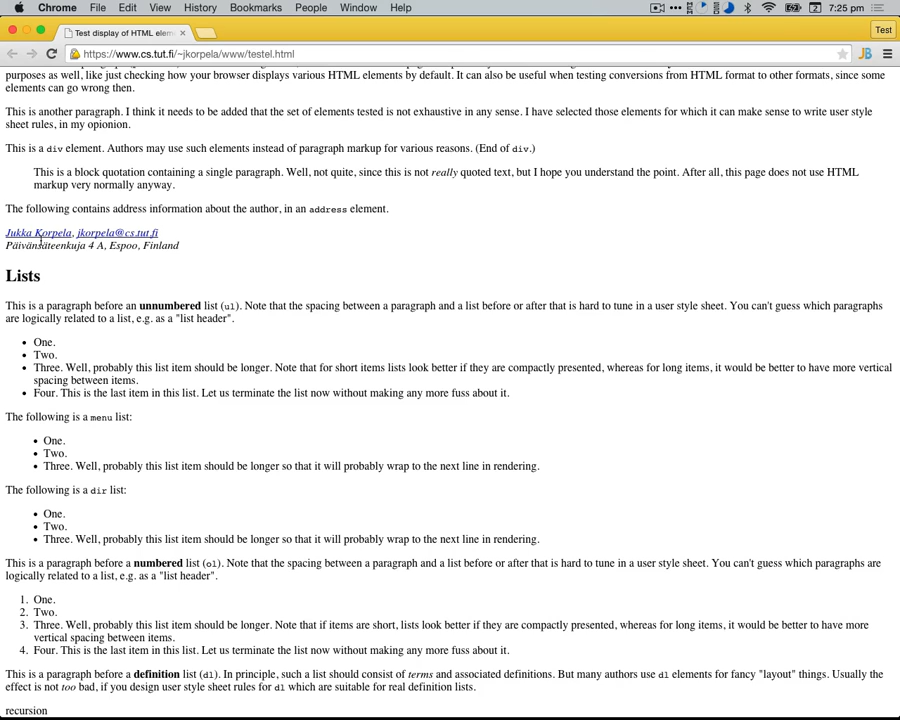 Chrome File Edit View History Bookmarks People Window Help 7:25 pm
Test display of HTML elem
Test
https://www.cs.tut.fi/~jkorpela/www/testel.html
JB
purposes as well, like just checking how your browser displays various HTML elements by default. It can also be useful when testing conversions from HTML format to other formats, since some
elements can go wrong then.
This is another paragraph. I think it needs to be added that the set of elements tested is not exhaustive in any sense. I have selected those elements for which it can make sense to write user style
sheet rules, in my opionion.
This is a div element. Authors may use such elements instead of paragraph markup for various reasons. (End of div.)
This is a block quotation containing a single paragraph. Well, not quite, since this is not really quoted text, but I hope you understand the point. After all, this page does not use HTML
markup very normally anyway.
The following contains address information about the author, in an address element.
Jukka Korpela, jkorpela@cs.tut.fi
Päivänsäteenkuja 4 A, Espoo, Finland
Lists
This is a paragraph before an unnumbered list (ul). Note that the spacing between a paragraph and a list before or after that is hard to tune in a user style sheet. You can't guess which paragraphs
are logically related to a list, e.g. as a "list header".
• One.
• Two.
• Three. Well, probably this list item should be longer. Note that for short items lists look better if they are compactly presented, whereas for long items, it would be better to have more vertical
spacing between items.
• Four. This is the last item in this list. Let us terminate the list now without making any more fuss about it.
The following is a menu list:
• One.
• Two.
• Three. Well, probably this list item should be longer so that it will probably wrap to the next line in rendering.
The following is a dir list:
• One.
• Two.
• Three. Well, probably this list item should be longer so that it will probably wrap to the next line in rendering.
This is a paragraph before a numbered list (ol). Note that the spacing between a paragraph and a list before or after that is hard to tune in a user style sheet. You can't guess which paragraphs are
logically related to a list, e.g. as a "list header".
1. One.
2. Two.
3. Three. Well, probably this list item should be longer. Note that if items are short, lists look better if they are compactly presented, whereas for long items, it would be better to have more
vertical spacing between items.
4. Four. This is the last item in this list. Let us terminate the list now without making any more fuss about it.
This is a paragraph before a definition list (dl). In principle, such a list should consist of terms and associated definitions. But many authors use dl elements for fancy "layout" things. Usually the
effect is not too bad, if you design user style sheet rules for dl which are suitable for real definition lists.
recursion